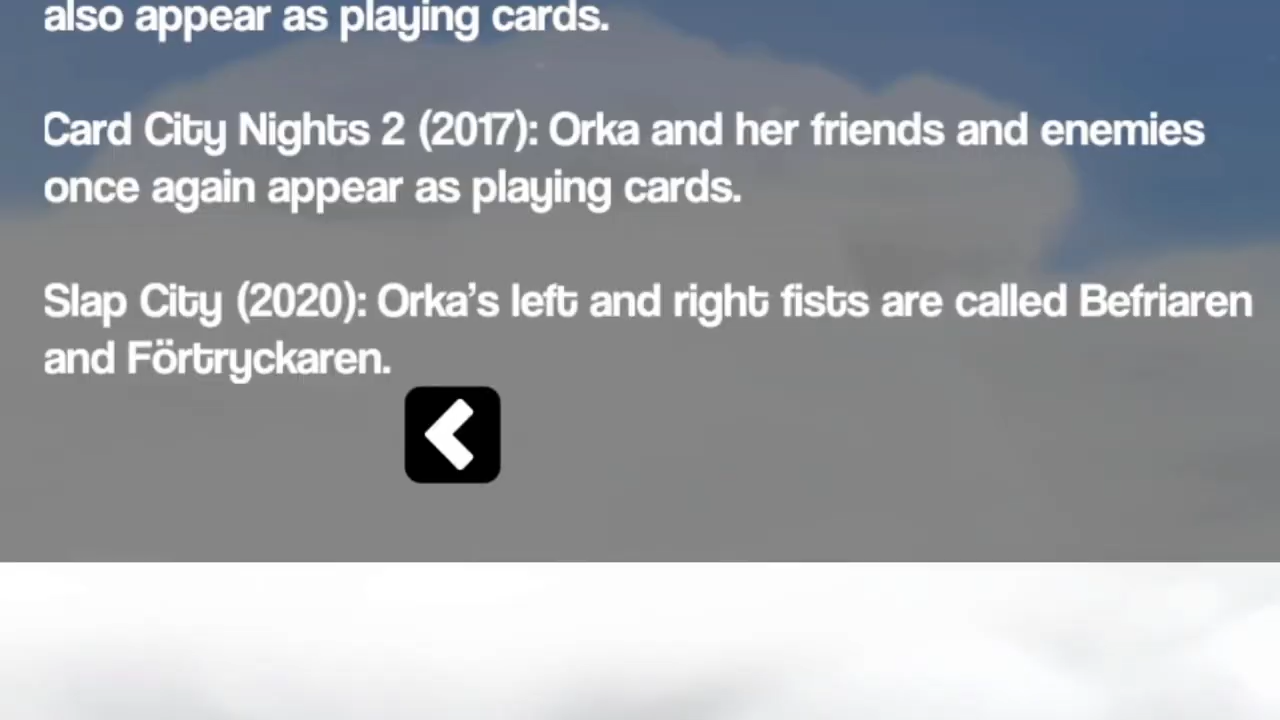 also appear as playing cards.
Card City Nights 2 (2017): Orka and her friends and enemies
once again appear as playing cards.
Slap City (2020): Orka’s left and right fists are called Befriaren
and Förtryckaren.